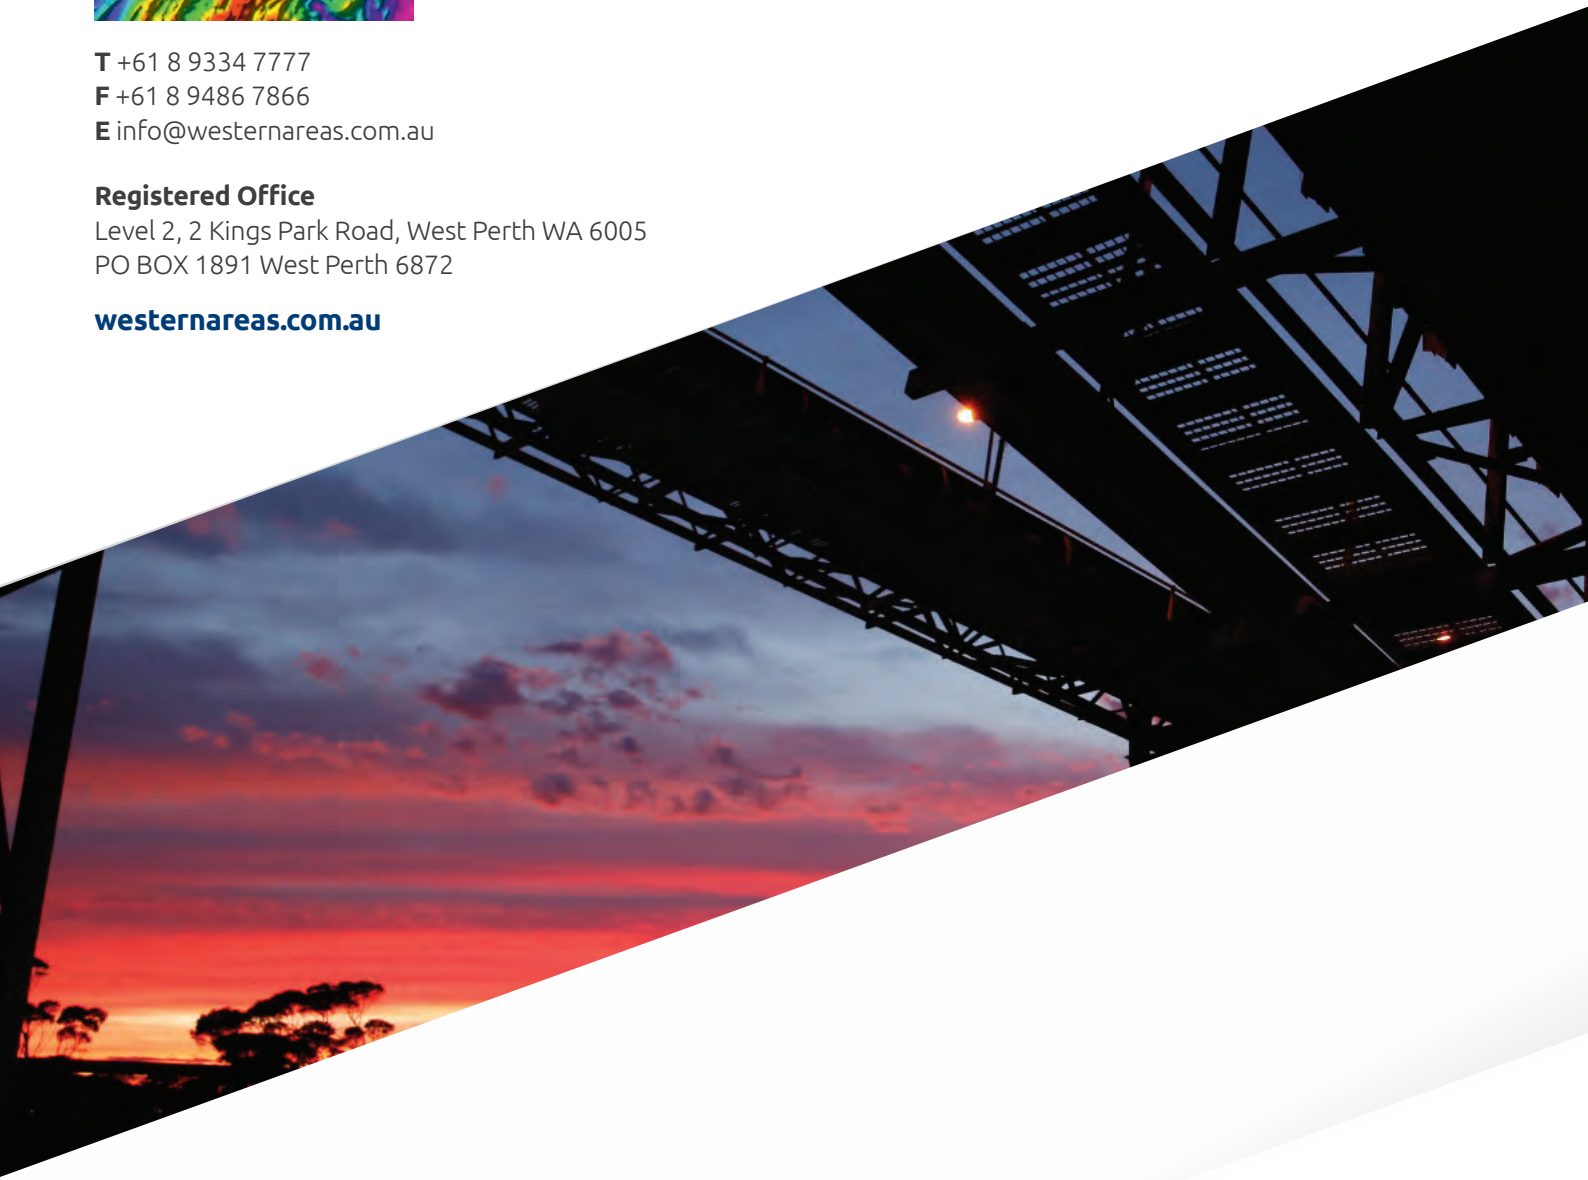 T +61 8 9334 7777
F +61 8 9486 7866
E info@westernareas.com.au
Registered Office
Level 2, 2 Kings Park Road, West Perth WA 6005
PO BOX 1891 West Perth 6872
westernareas.com.au